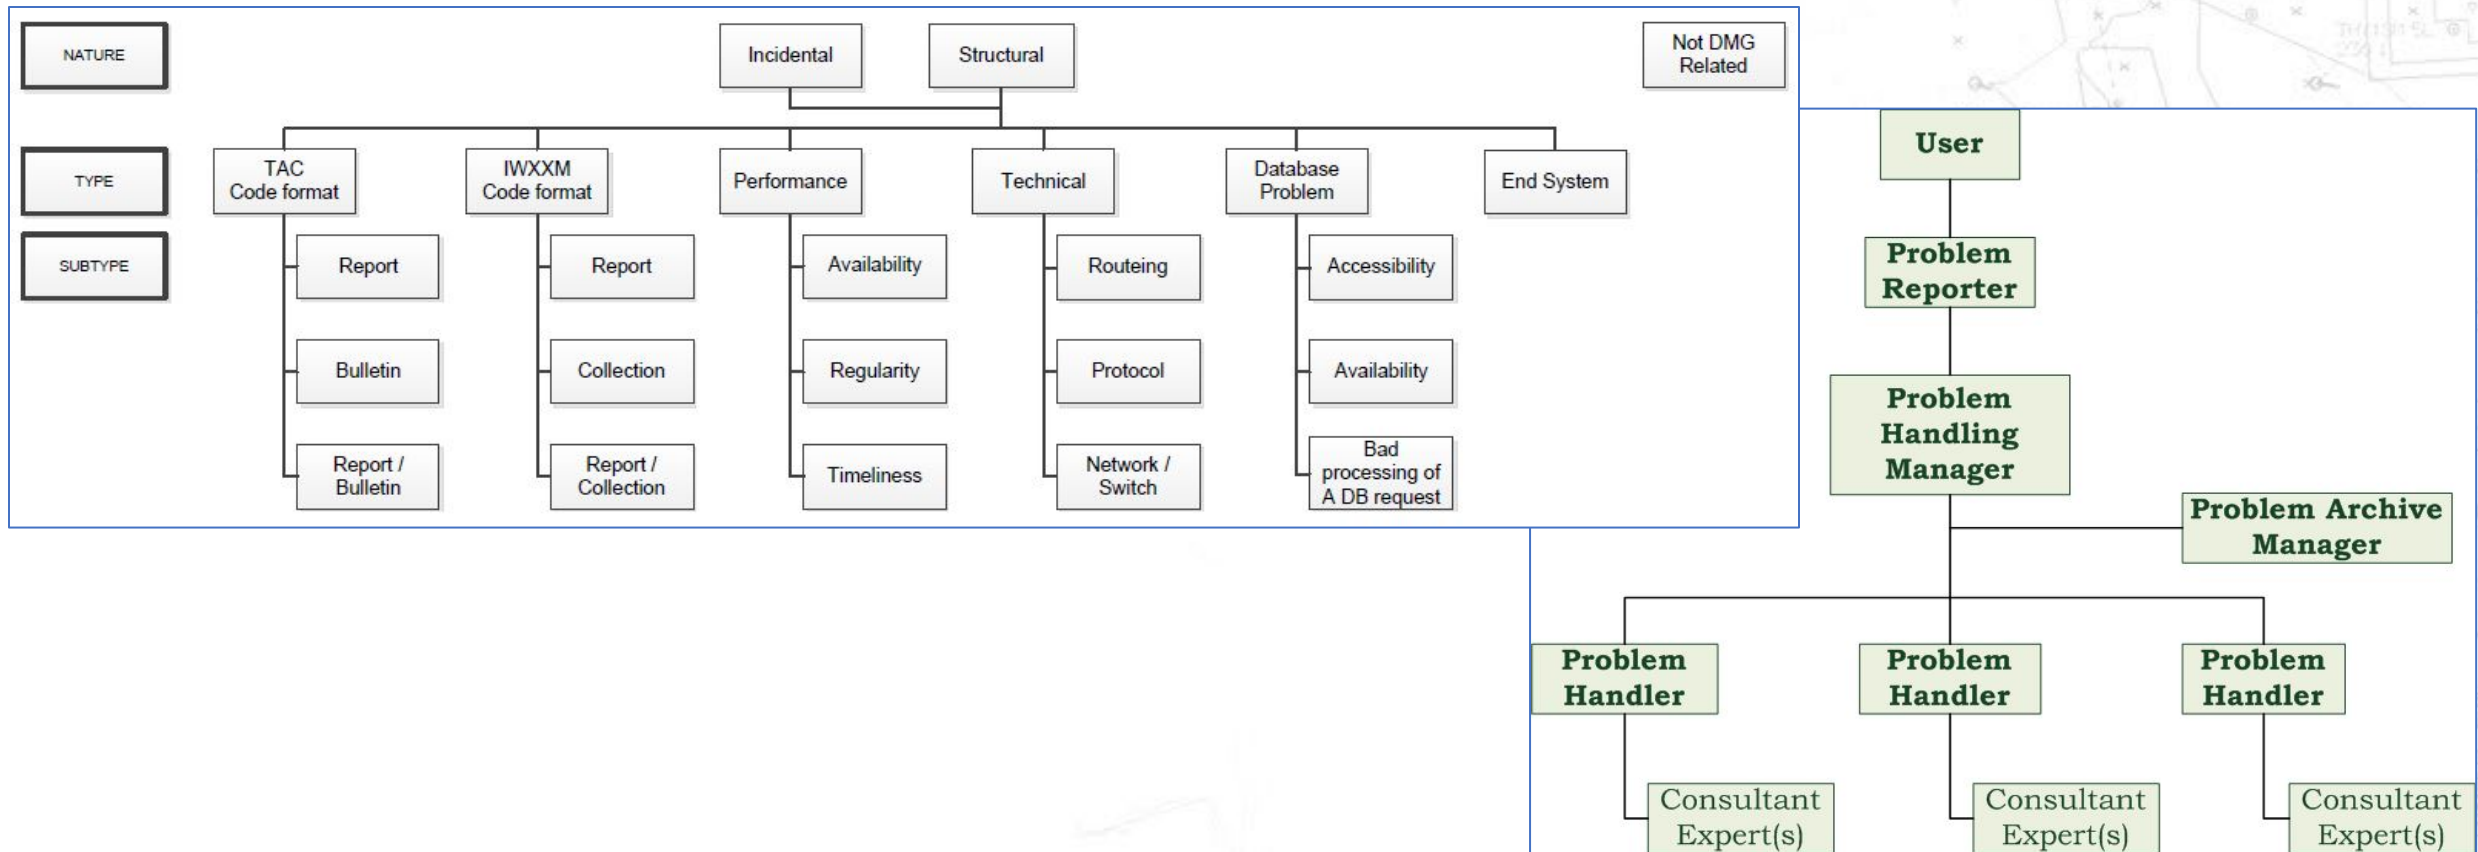 NATURE
Incidental
Structural
Not DMG
Related
TYPE
TAC
Code format
IWXXM
Code format
Performance
Technical
Database
Problem
End System
SUBTYPE
Report
Report
Availability
Routeing
Accessibility
Bulletin
Collection
Regularity
Protocol
Availability
Report /
Bulletin
Report /
Collection
Timeliness
Network /
Switch
Bad
processing of
A DB request
User
Problem
Reporter
Problem
Handling
Manager
Problem Archive
Manager
Problem
Handler
Problem
Handler
Problem
Handler
Consultant
Expert(s)
Consultant
Expert(s)
Consultant
Expert(s)